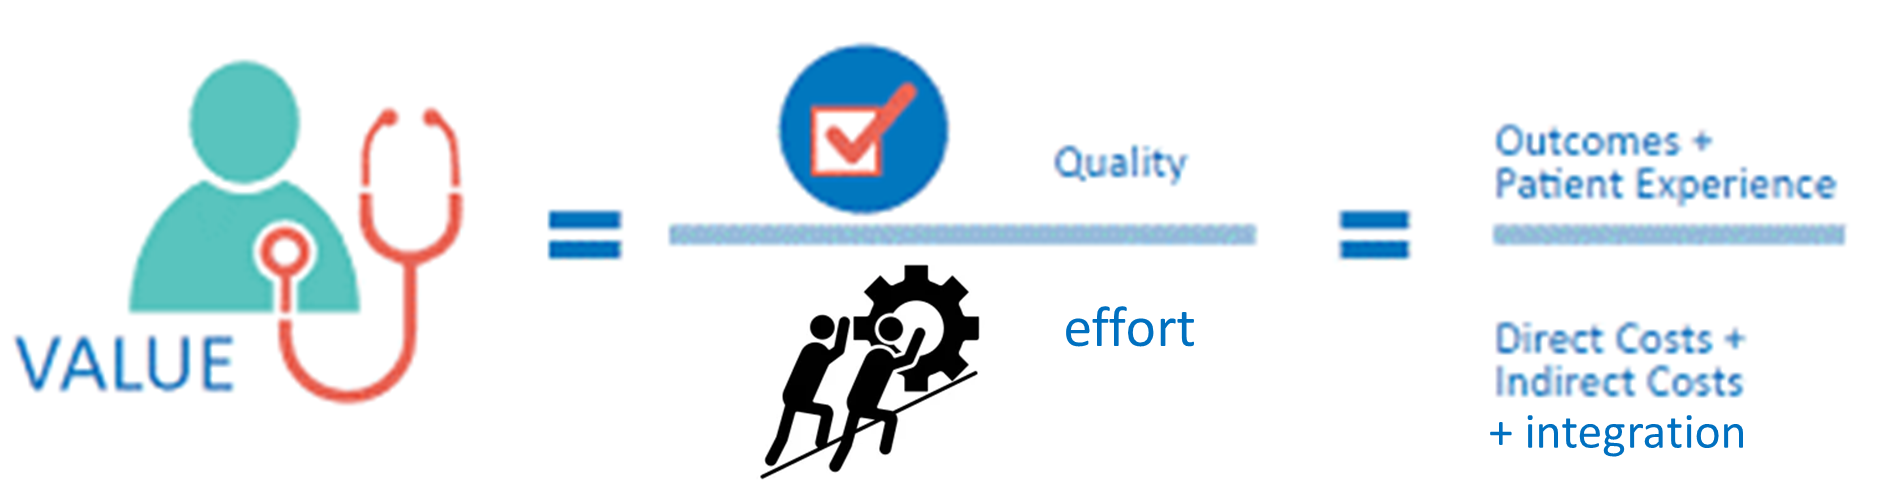 VALUE
Quality
effort
Outcomes +
Patient Experience
Direct Costs +
Indirect Costs
+ integration